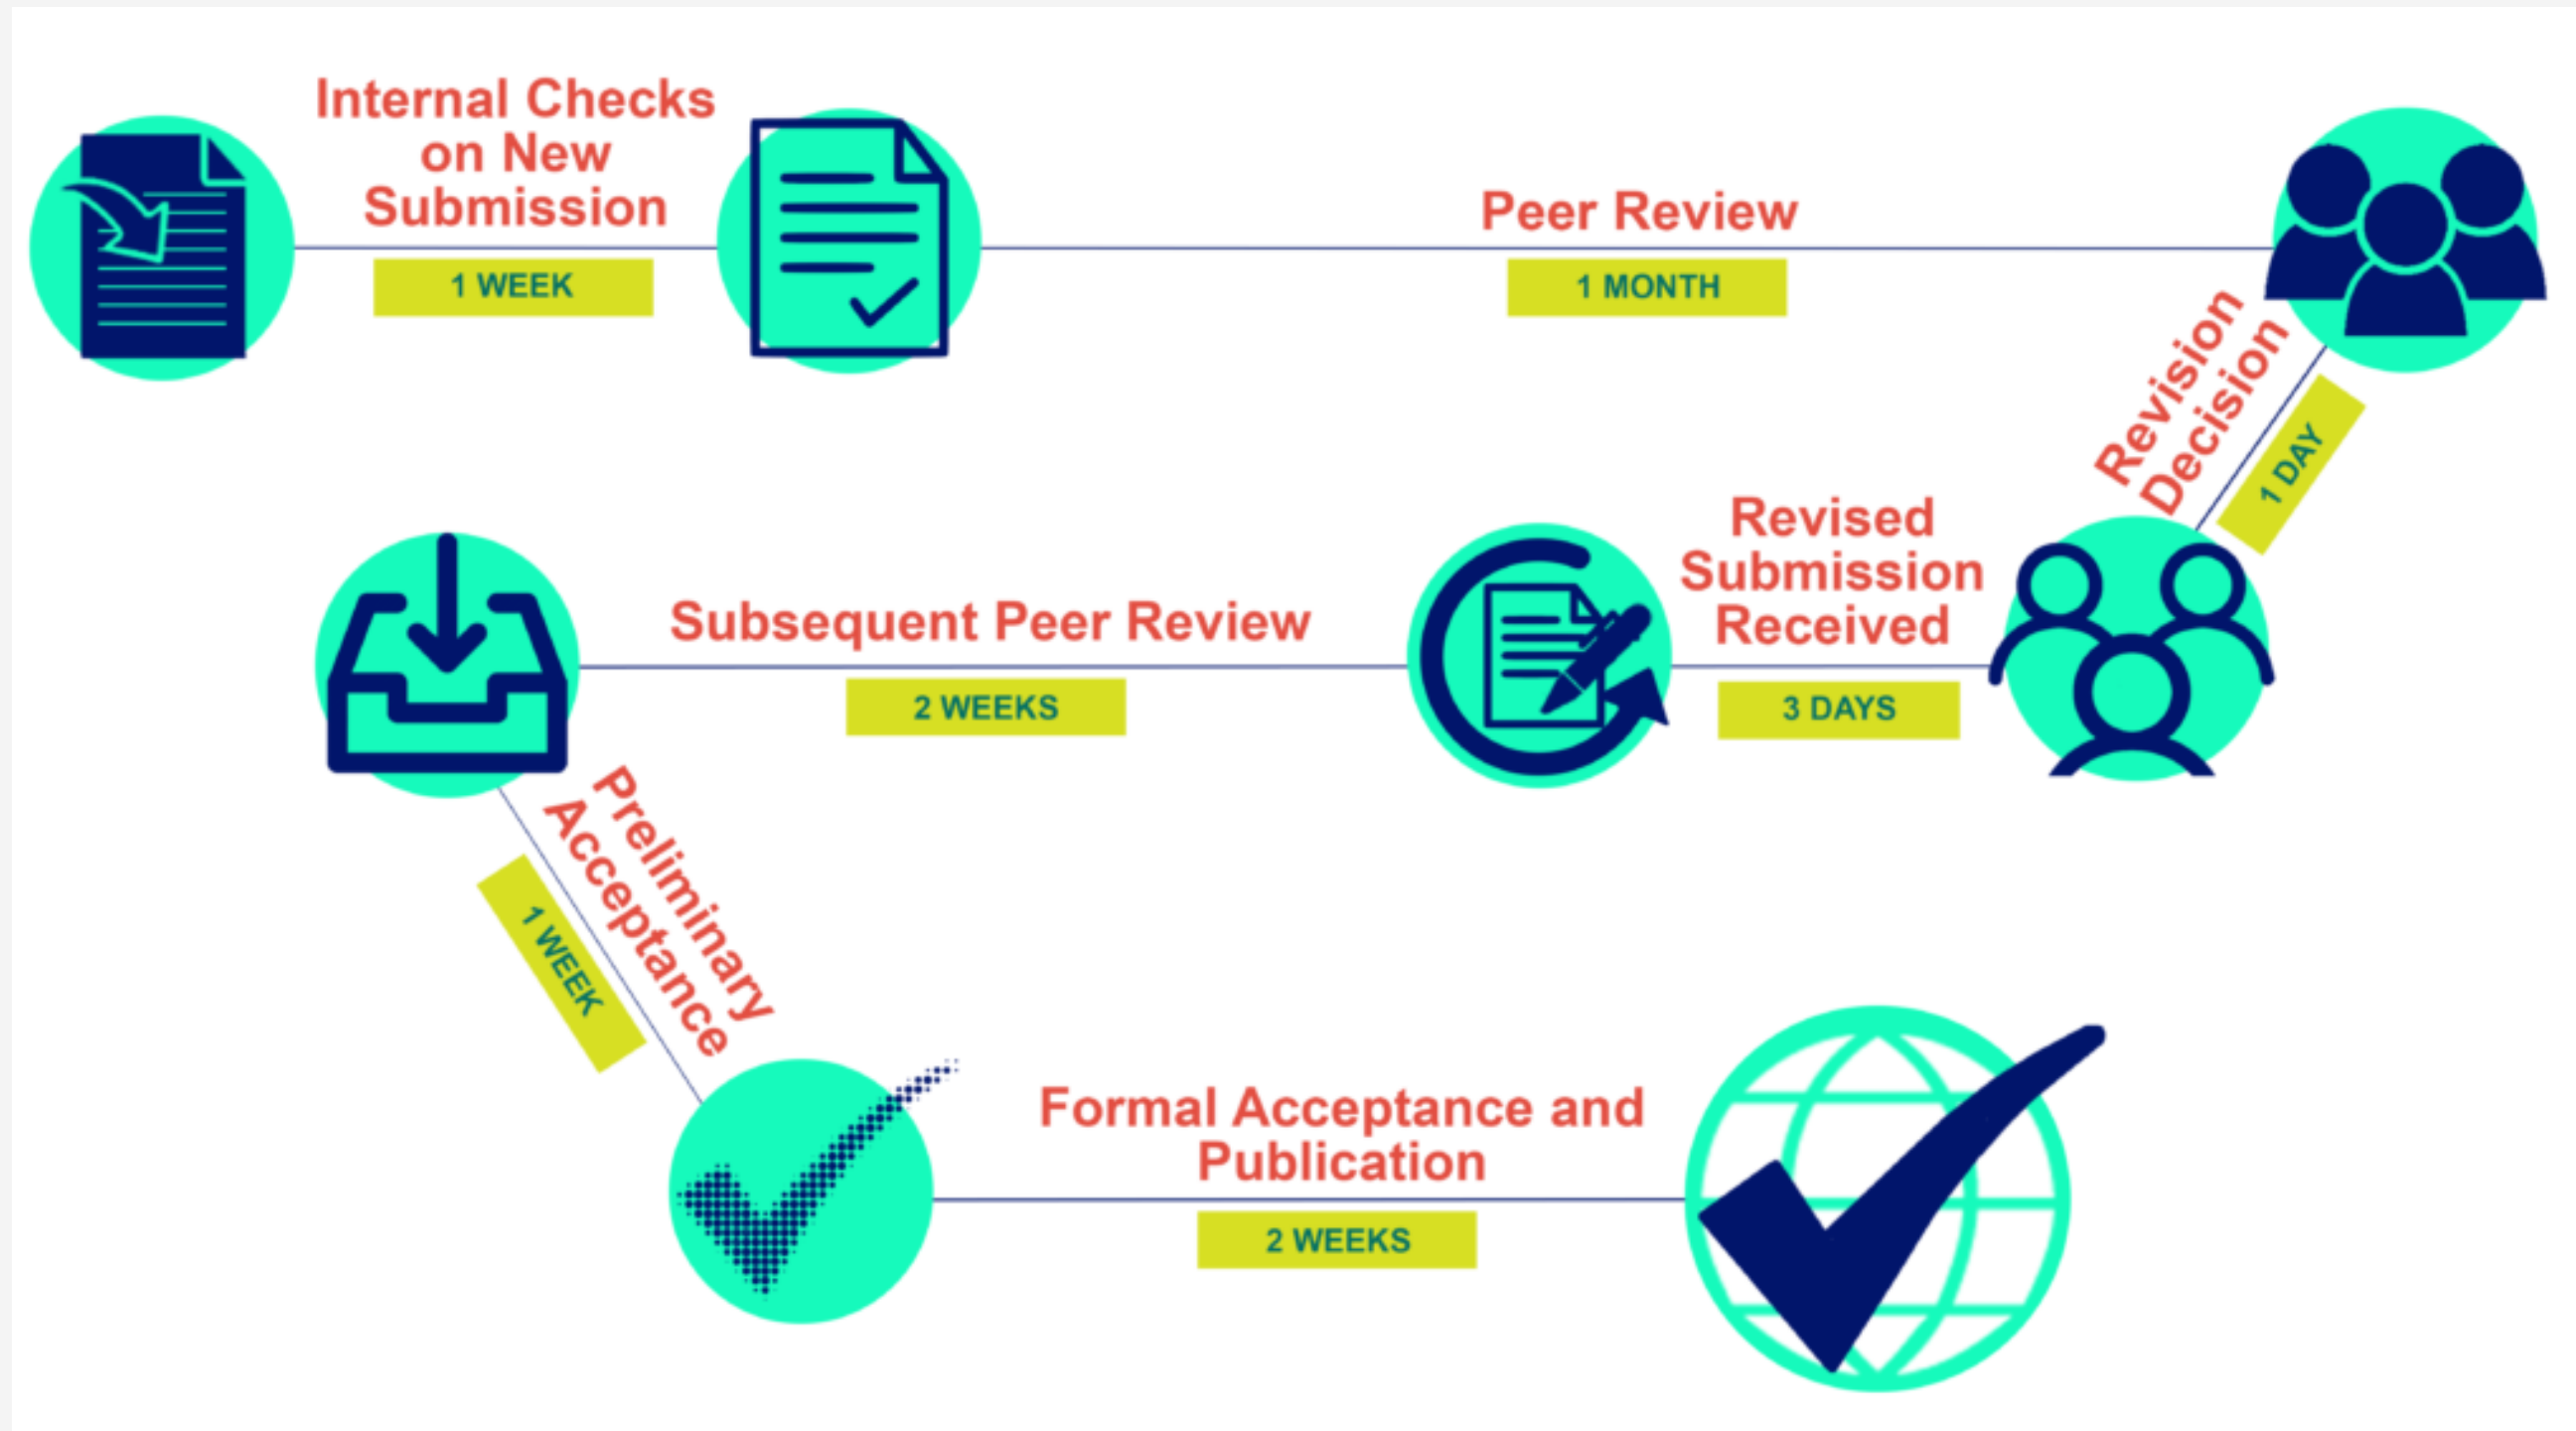 Internal Checks
on New
Submission
1 WEEK
Peer Review
1 MONTH
Revision
Decision
1 DAY
Revised
Submission
Received
3 DAYS
Subsequent Peer Review
2 WEEKS
Preliminary
Acceptance
1 WEEK
Formal Acceptance and
Publication
2 WEEKS